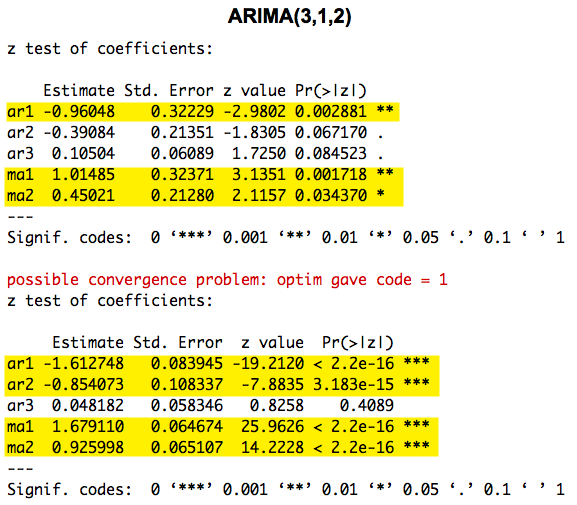 ARIMA(3,1,2)
z test of coefficients:
Estimate Std. Error z value Pr(>|z|)
ar1 -0.96048 0.32229 -2.9802 0.002881 **
ar2 -0.39084 0.21351 -1.8305 0.067170 .
ar3 0.10504 0.06089 1.7250 0.084523 .
ma1 1.01485 0.32371 3.1351 0.001718 **
ma2 0.45021 0.21280 2.1157 0.034370 *
---
Signif. codes: 0 ‘***’ 0.001 ‘**’ 0.01 ‘*’ 0.05 ‘.’ 0.1 ‘ ’ 1
possible convergence problem: optim gave code = 1
z test of coefficients:
Estimate Std. Error z value Pr(>|z|)
ar1 -1.612748 0.083945 -19.2120 < 2.2e-16 ***
ar2 -0.854073 0.108337 -7.8835 3.183e-15 ***
ar3 0.048182 0.058346 0.8258 0.4089
ma1 1.679110 0.064674 25.9626 < 2.2e-16 ***
ma2 0.925998 0.065107 14.2228 < 2.2e-16 ***
---
Signif. codes: 0 ‘***’ 0.001 ‘**’ 0.01 ‘*’ 0.05 ‘.’ 0.1 ‘ ’ 1